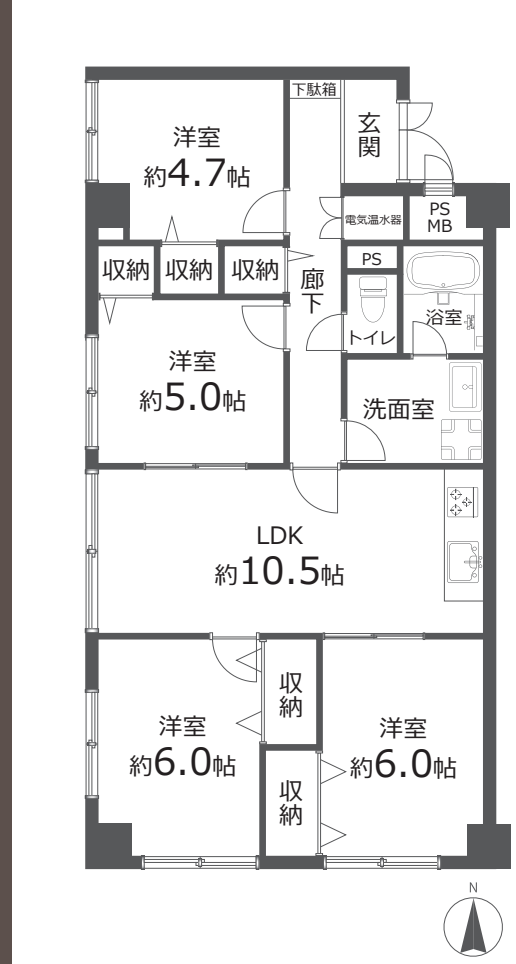 下駄箱
玄関
洋室
約4.7帖
電気温水器
PS
MB
PS
収納
収納
収納
廊下
浴室
トイレ
洋室
約5.0帖
洗面室
LDK
約10.5帖
収納
洋室
約6.0帖
洋室
約6.0帖
収納
N